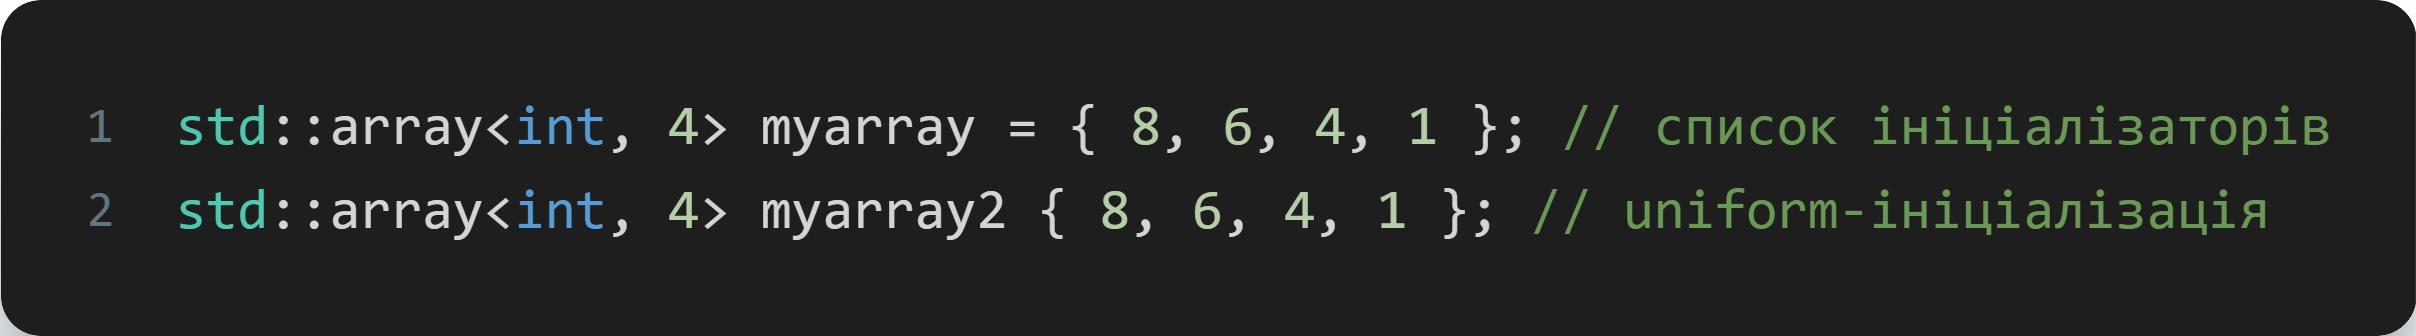 1 std::array<int, 4> myarray = { 8, 6, 4, 1 }; // список ініціалізаторів
2 std::array<int, 4> myarray2 { 8, 6, 4, 1 }; // uniform-ініціалізація